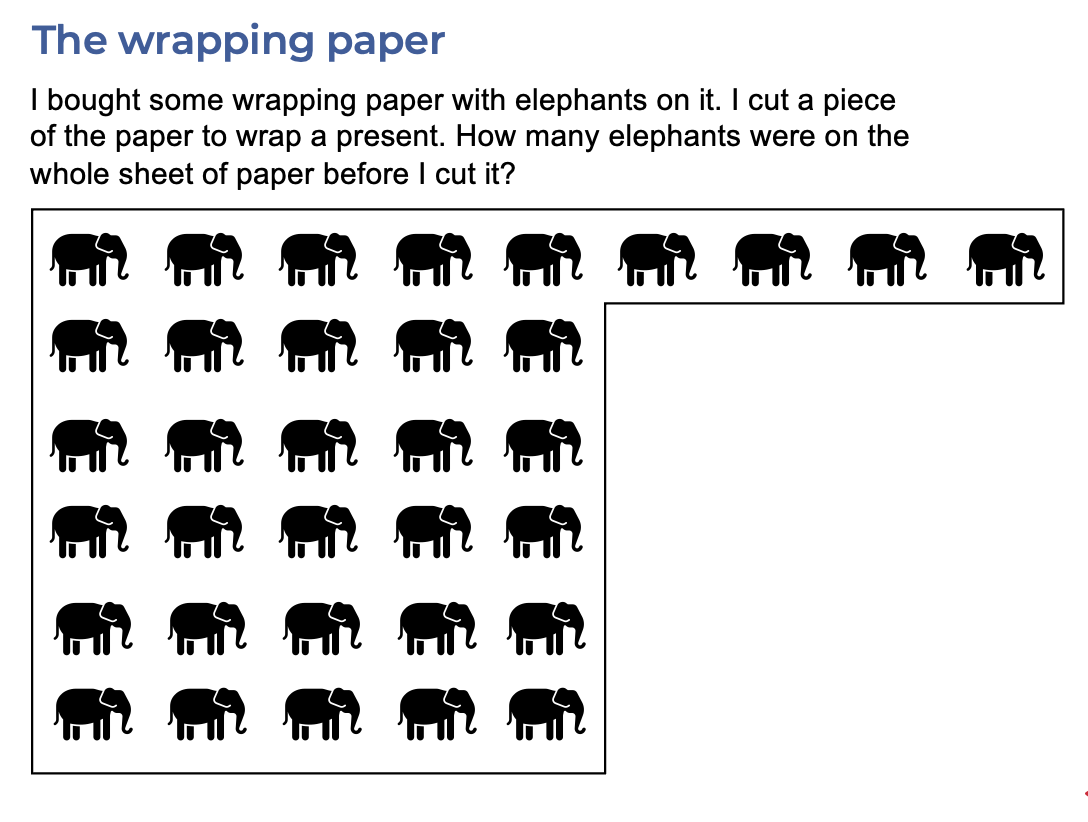 The wrapping paper
I bought some wrapping paper with elephants on it. I cut a piece
of the paper to wrap a present. How many elephants were on the
whole sheet of paper before I cut it?